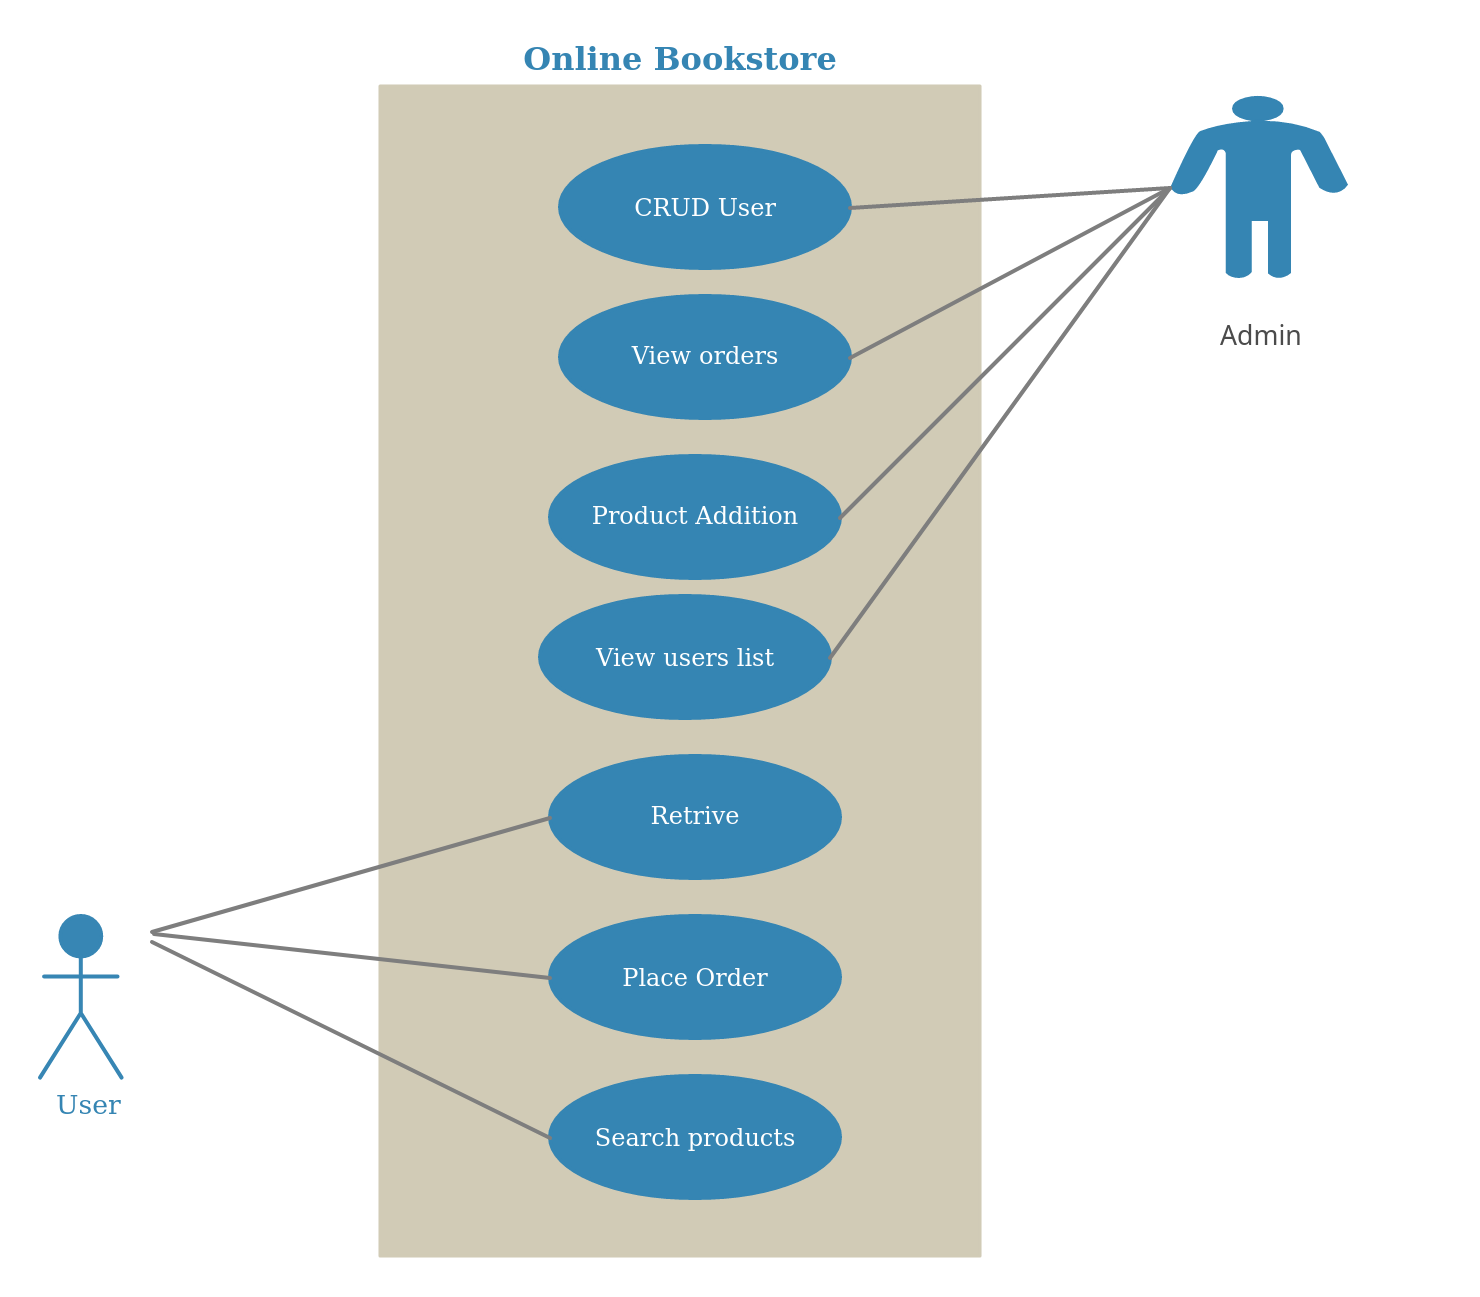 Online Bookstore
CRUD User
View orders
Admin
Product Addition
View users list
Retrive
Place Order
User
Search products